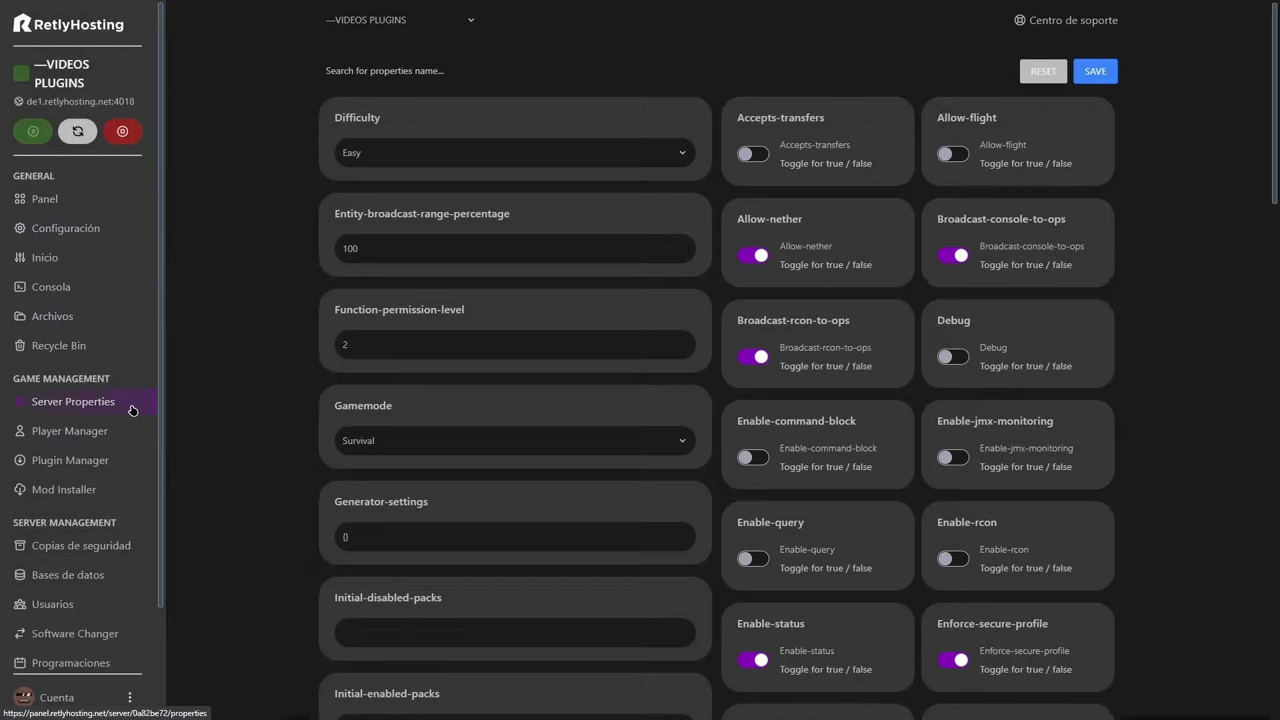 RetlyHosting
—VIDEOS
PLUGINS
de1.retlyhosting.net:4018
GENERAL
Panel
Configuración
Inicio
Consola
Archivos
Recycle Bin
GAME MANAGEMENT
Server Properties
Player Manager
Plugin Manager
Mod Installer
SERVER MANAGEMENT
Copias de seguridad
Bases de datos
Usuarios
Software Changer
Programaciones
Cuenta
https://panel.retlyhosting.net/server/0a82be72/properties
—VIDEOS PLUGINS
Centro de soporte
Search for properties name...
RESET
SAVE
Difficulty
Easy
Entity-broadcast-range-percentage
100
Function-permission-level
2
Gamemode
Survival
Generator-settings
{}
Initial-disabled-packs
Initial-enabled-packs
Accepts-transfers
Accepts-transfers
Toggle for true / false
Allow-flight
Allow-flight
Toggle for true / false
Allow-nether
Allow-nether
Toggle for true / false
Broadcast-console-to-ops
Broadcast-console-to-ops
Toggle for true / false
Broadcast-rcon-to-ops
Broadcast-rcon-to-ops
Toggle for true / false
Debug
Debug
Toggle for true / false
Enable-command-block
Enable-command-block
Toggle for true / false
Enable-jmx-monitoring
Enable-jmx-monitoring
Toggle for true / false
Enable-query
Enable-query
Toggle for true / false
Enable-rcon
Enable-rcon
Toggle for true / false
Enable-status
Enable-status
Toggle for true / false
Enforce-secure-profile
Enforce-secure-profile
Toggle for true / false